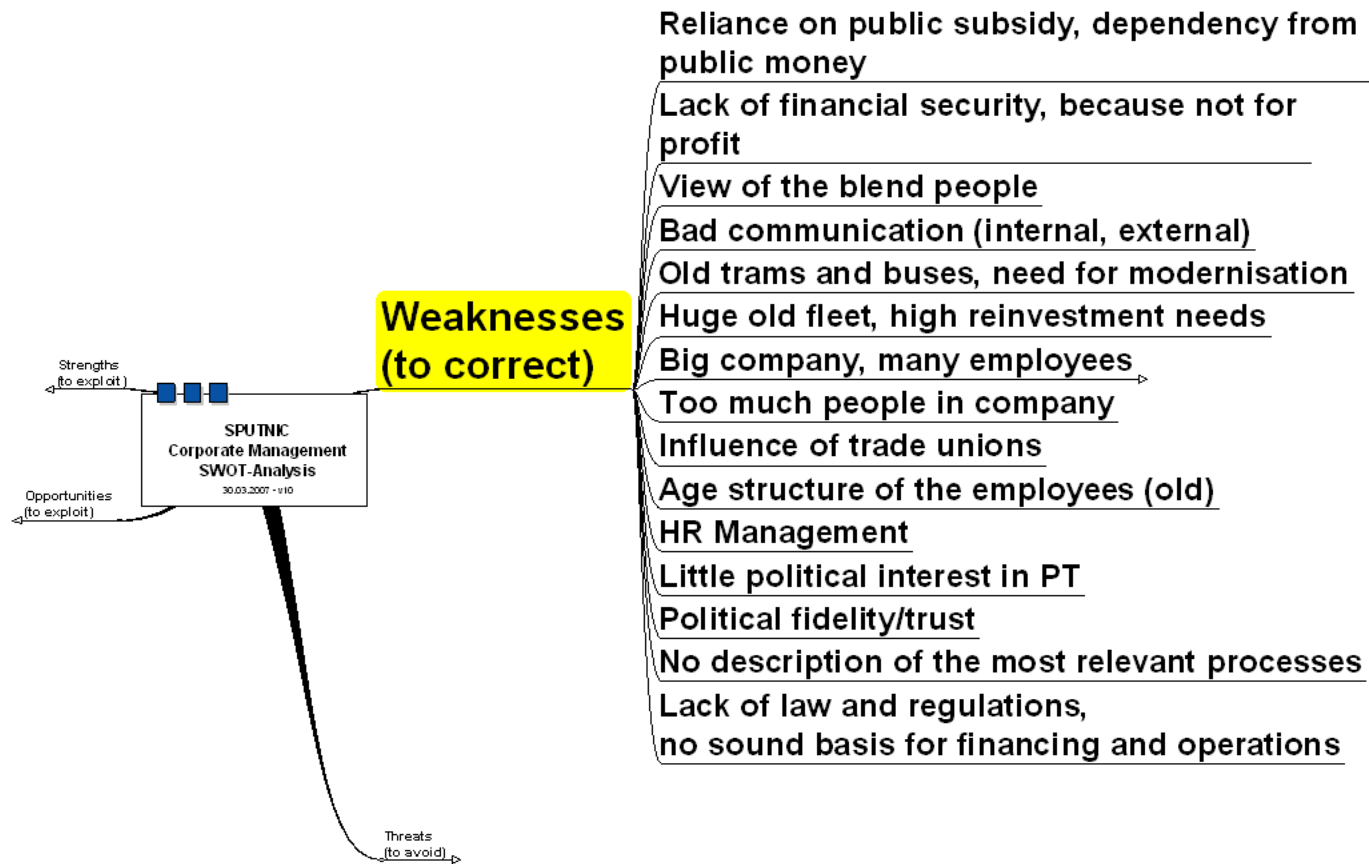 Reliance on public subsidy, dependency from
public money
Lack of financial security, because not for
profit
View of the blend people
Bad communication (internal, external)
Old trams and buses, need for modernisation
Weaknesses
(to correct)
Huge old fleet, high reinvestment needs
Big company, many employees
Too much people in company
Influence of trade unions
Age structure of the employees (old)
HR Management
Little political interest in PT
Political fidelity/trust
No description of the most relevant processes
Lack of law and regulations,
no sound basis for financing and operations
Strengths
(to exploit)
SPUTNIC
Corporate Management
SWOT-Analysis
30.03.2007 - v10
Opportunities
(to exploit)
Threats
(to avoid)